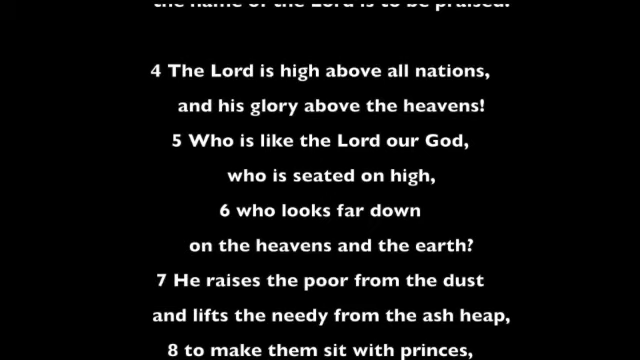 the name of the Lord is to be praised!
4 The Lord is high above all nations,
and his glory above the heavens!
5 Who is like the Lord our God,
who is seated on high,
6 who looks far down
on the heavens and the earth?
7 He raises the poor from the dust
and lifts the needy from the ash heap,
8 to make them sit with princes,